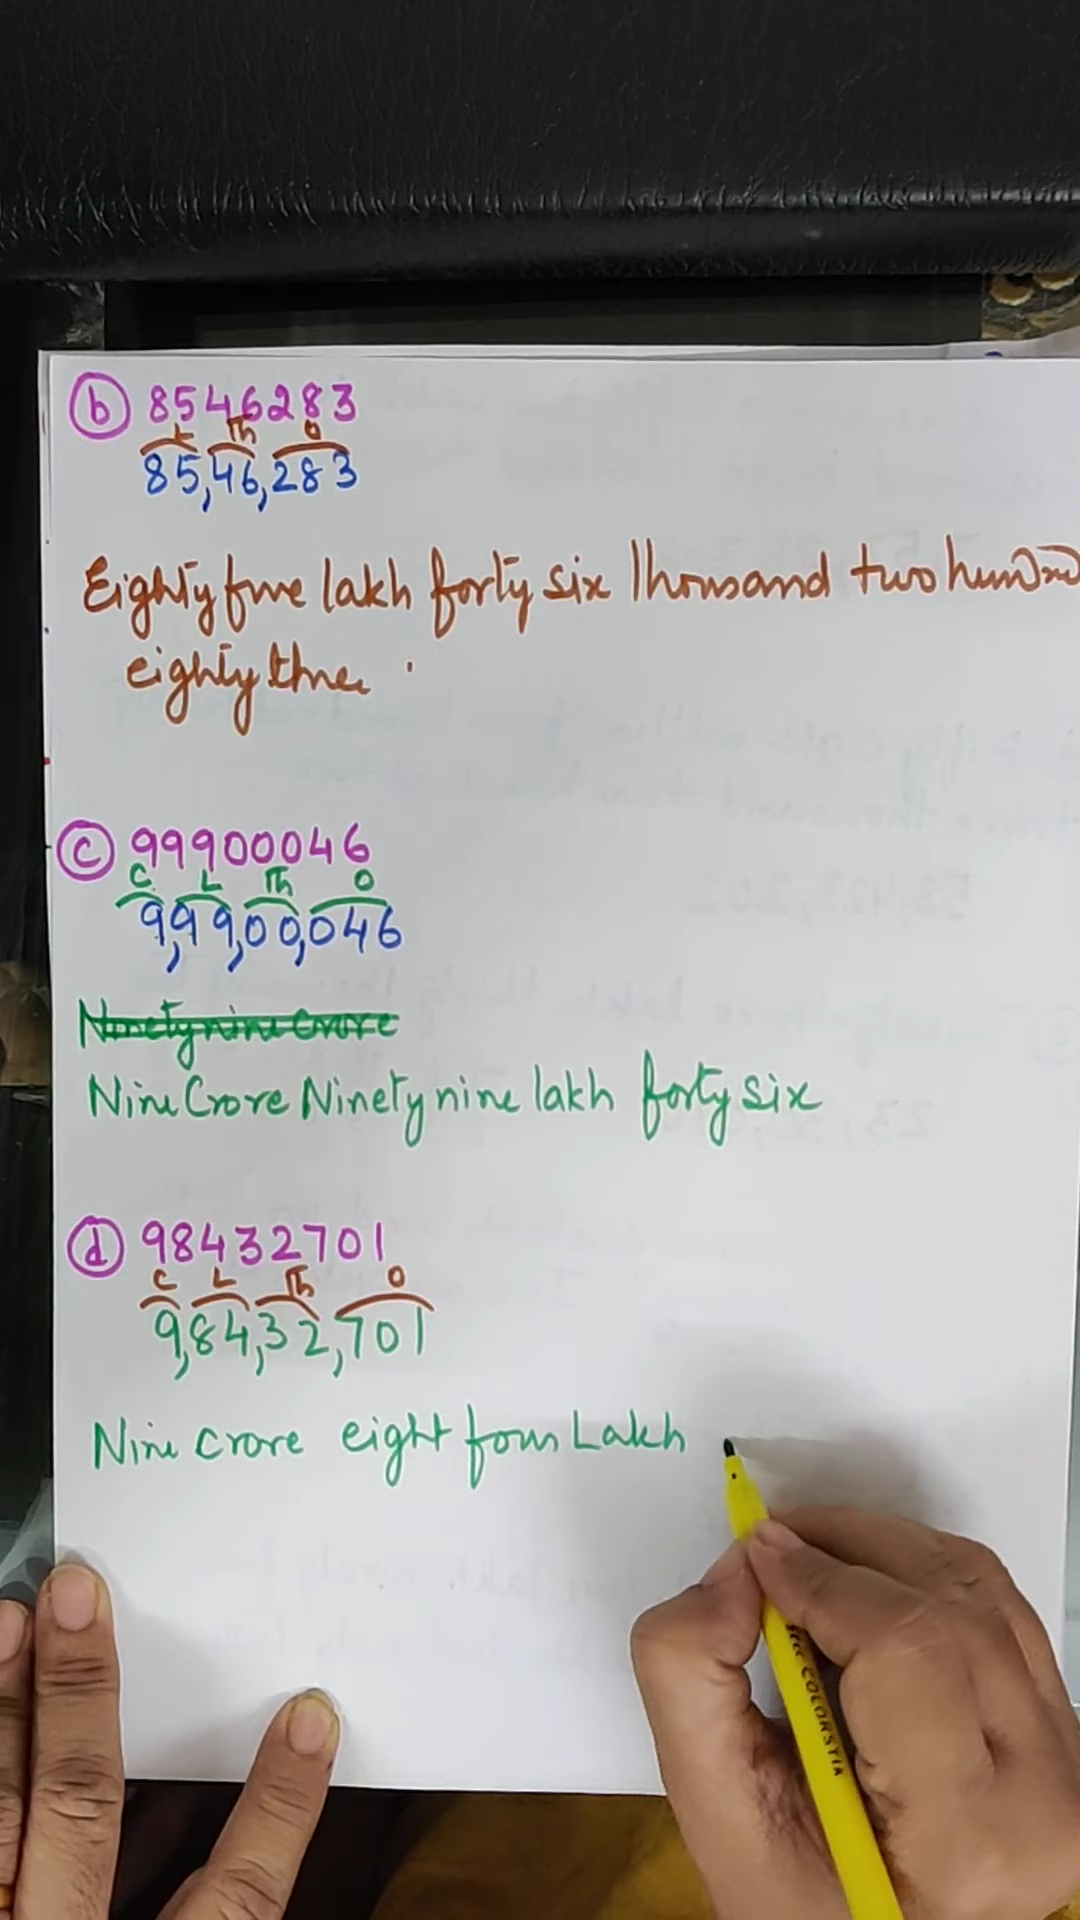 b 8546283
L Th O
85,46,283
Eighty five lakh forty six Thousand two hundred
eighty three .
c 99900046
C L Th O
9,99,00,046
Ninety nine Crore
Nine Crore Ninety nine lakh forty six
d 98432701
C L Th O
9,84,32,701
Nine crore eight four Lakh